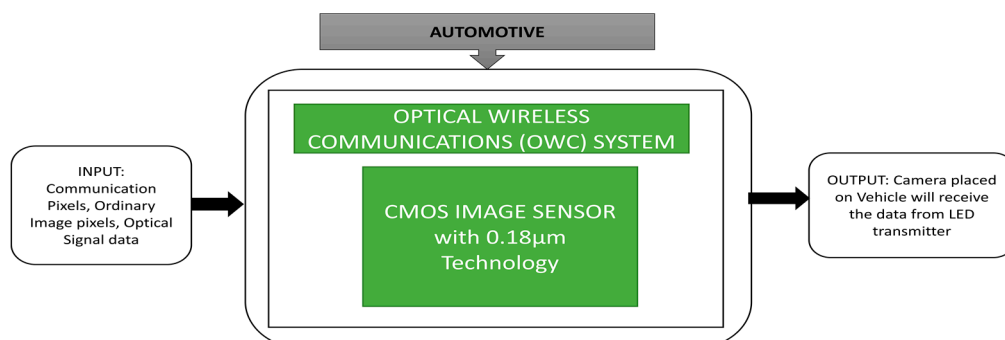 AUTOMOTIVE
OPTICAL WIRELESS
COMMUNICATIONS (OWC) SYSTEM
INPUT:
Communication
Pixels, Ordinary
Image pixels, Optical
Signal data
CMOS IMAGE SENSOR
with 0.18µm
Technology
OUTPUT: Camera placed
on Vehicle will receive
the data from LED
transmitter